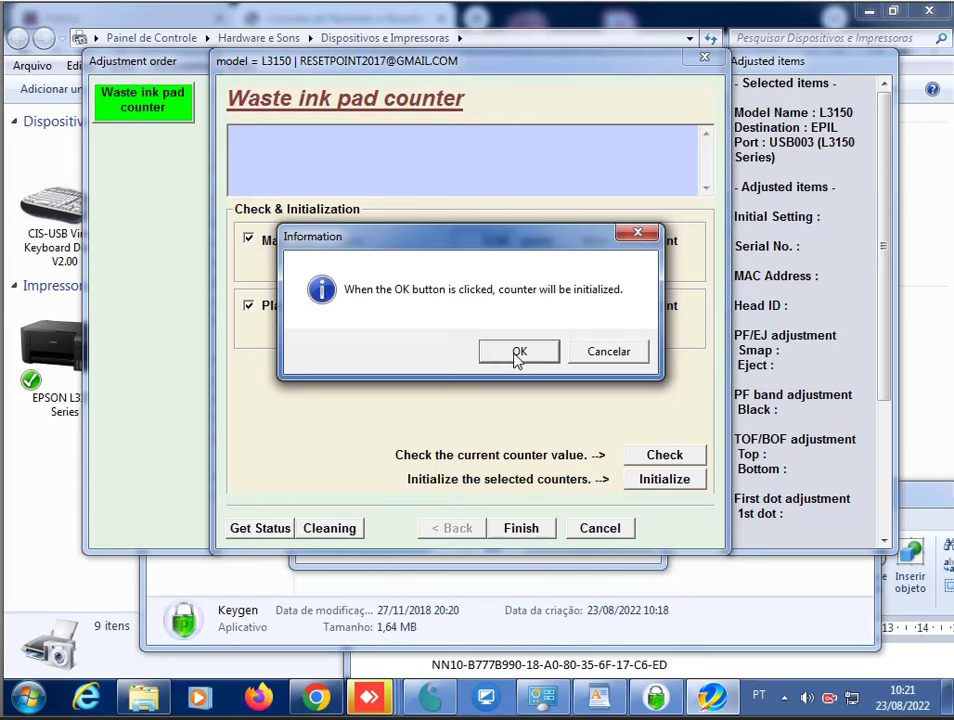 Painel de Controle
Hardware e Sons
Dispositivos e Impressoras
Pesquisar Dispositivos e Impressoras
Arquivo
Adjustment order
model = L3150 | RESETPOINT2017@GMAIL.COM
Adjusted items
Adicionar un
Waste ink pad
counter
Waste ink pad counter
- Selected items -
Model Name : L3150
Destination : EPIL
Port : USB003 (L3150
Series)
- Adjusted items -
Initial Setting :
Serial No. :
MAC Address :
Head ID :
PF/EJ adjustment
Smap :
Eject :
PF band adjustment
Black :
TOF/BOF adjustment
Top :
Bottom :
First dot adjustment
1st dot :
Dispositiv
CIS-USB Vir
Keyboard D
V2.00
Impressor
EPSON L3
Series
Check & Initialization
Information
When the OK button is clicked, counter will be initialized.
OK
Cancelar
Check the current counter value. -->
Check
Initialize the selected counters. -->
Initialize
Get Status
Cleaning
< Back
Finish
Cancel
Inserir
objeto
Keygen
Data de modificaç...
27/11/2018 20:20
Data da criação:
23/08/2022 10:18
Aplicativo
Tamanho:
1,64 MB
9 itens
13
14
NN10-B777B990-18-A0-80-35-6F-17-C6-ED
PT
10:21
23/08/2022